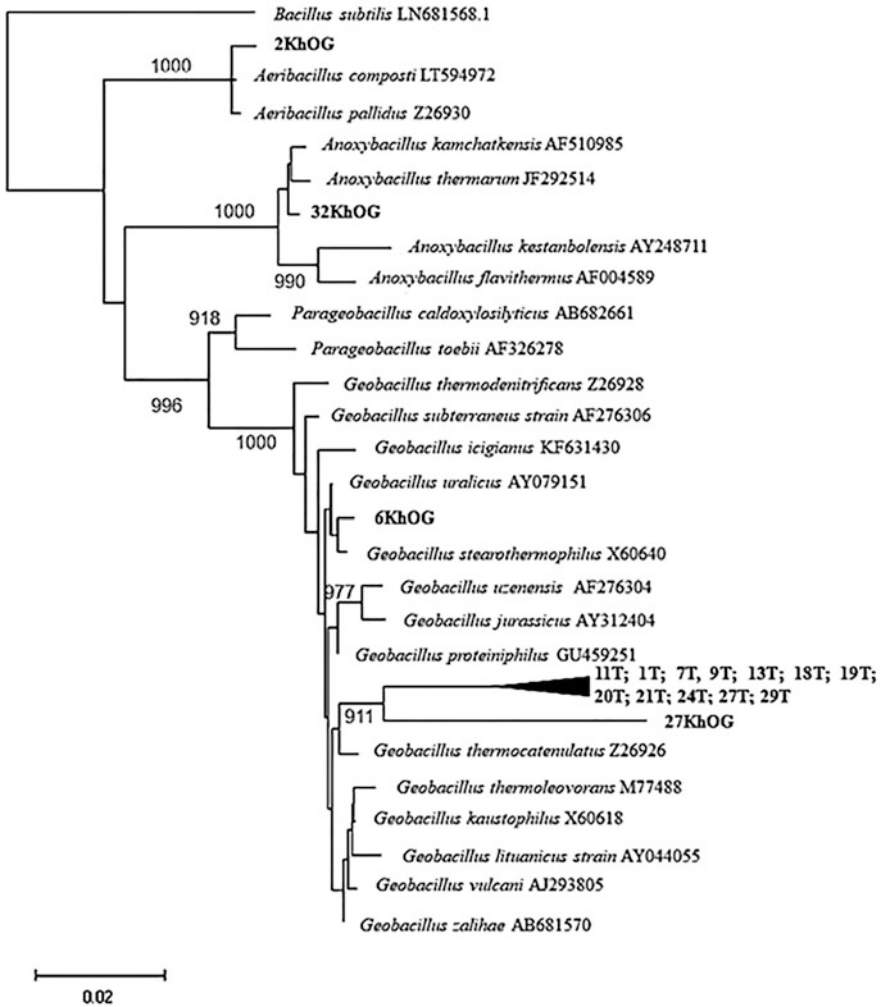 Bacillus subtilis LN681568.1
2KhOG
1000
Aeribacillus composti LT594972
Aeribacillus pallidus Z26930
Anoxybacillus kamchatkensis AF510985
Anoxybacillus thermarum JF292514
1000
32KhOG
Anoxybacillus kestanbolensis AY248711
990
Anoxybacillus flavithermus AF004589
918
Parageobacillus caldoxylosilyticus AB682661
Parageobacillus toebii AF326278
996
Geobacillus thermodenitrificans Z26928
Geobacillus subterraneus strain AF276306
1000
Geobacillus icigianus KF631430
Geobacillus uralicus AY079151
6KhOG
Geobacillus stearothermophilus X60640
977
Geobacillus uzenensis AF276304
Geobacillus jurassicus AY312404
Geobacillus proteiniphilus GU459251
11T; 1T; 7T, 9T; 13T; 18T; 19T;
20T; 21T; 24T; 27T; 29T
911
27KhOG
Geobacillus thermocatenulatus Z26926
Geobacillus thermoleovorans M77488
Geobacillus kaustophilus X60618
Geobacillus lituanicus strain AY044055
Geobacillus vulcani AJ293805
Geobacillus zalihae AB681570
0.02